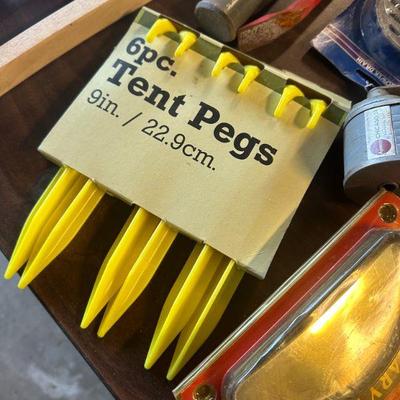 6pc.
Tent Pegs
9in. / 22.9cm.